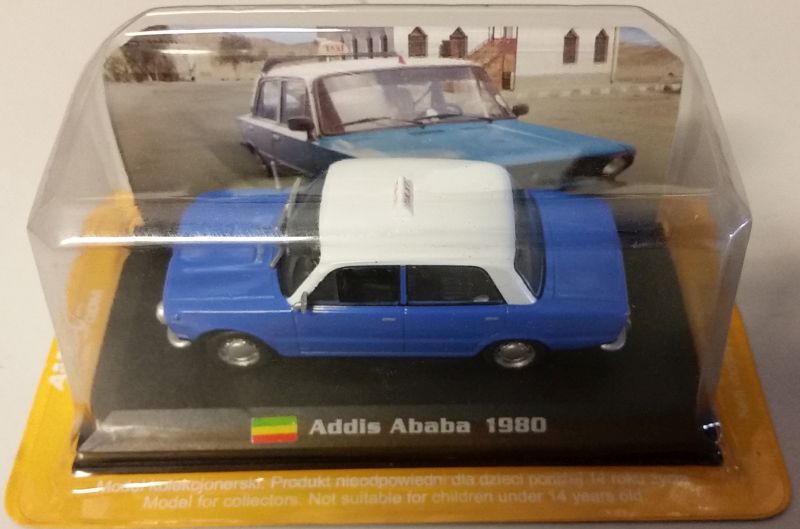 TAXI
Addis Ababa 1980
Model kolekcjonerski. Produkt nieodpowiedni dla dzieci poniżej 14 roku życia.
Model for collectors. Not suitable for children under 14 years old.